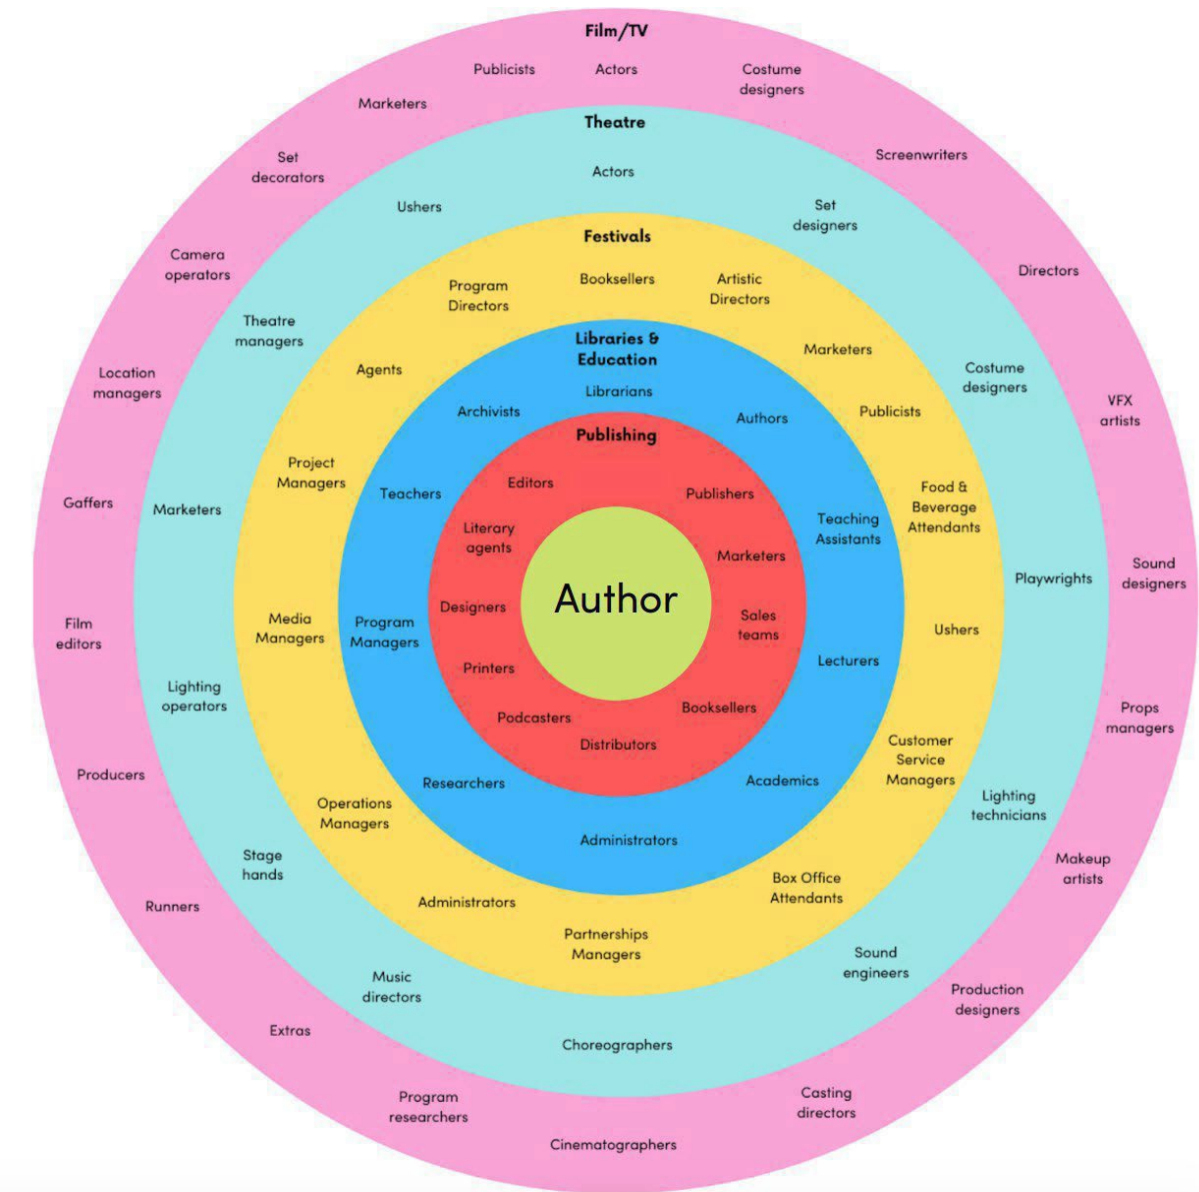 Film/TV
Publicists
Actors
Costume
designers
Marketers
Screenwriters
Set
decorators
Directors
Camera
operators
VFX
artists
Location
managers
Gaffers
Sound
designers
Film
editors
Props
managers
Producers
Makeup
artists
Runners
Production
designers
Extras
Casting
directors
Program
researchers
Cinematographers
Theatre
Actors
Ushers
Set
designers
Theatre
managers
Costume
designers
Marketers
Playwrights
Lighting
operators
Lighting
technicians
Stage
hands
Sound
engineers
Music
directors
Choreographers
Festivals
Booksellers
Program
Directors
Artistic
Directors
Agents
Marketers
Publicists
Project
Managers
Food &
Beverage
Attendants
Media
Managers
Ushers
Operations
Managers
Customer
Service
Managers
Administrators
Box Office
Attendants
Partnerships
Managers
Libraries &
Education
Librarians
Archivists
Authors
Teachers
Teaching
Assistants
Program
Managers
Lecturers
Researchers
Academics
Administrators
Publishing
Editors
Publishers
Literary
agents
Marketers
Designers
Sales
teams
Printers
Booksellers
Podcasters
Distributors
Author